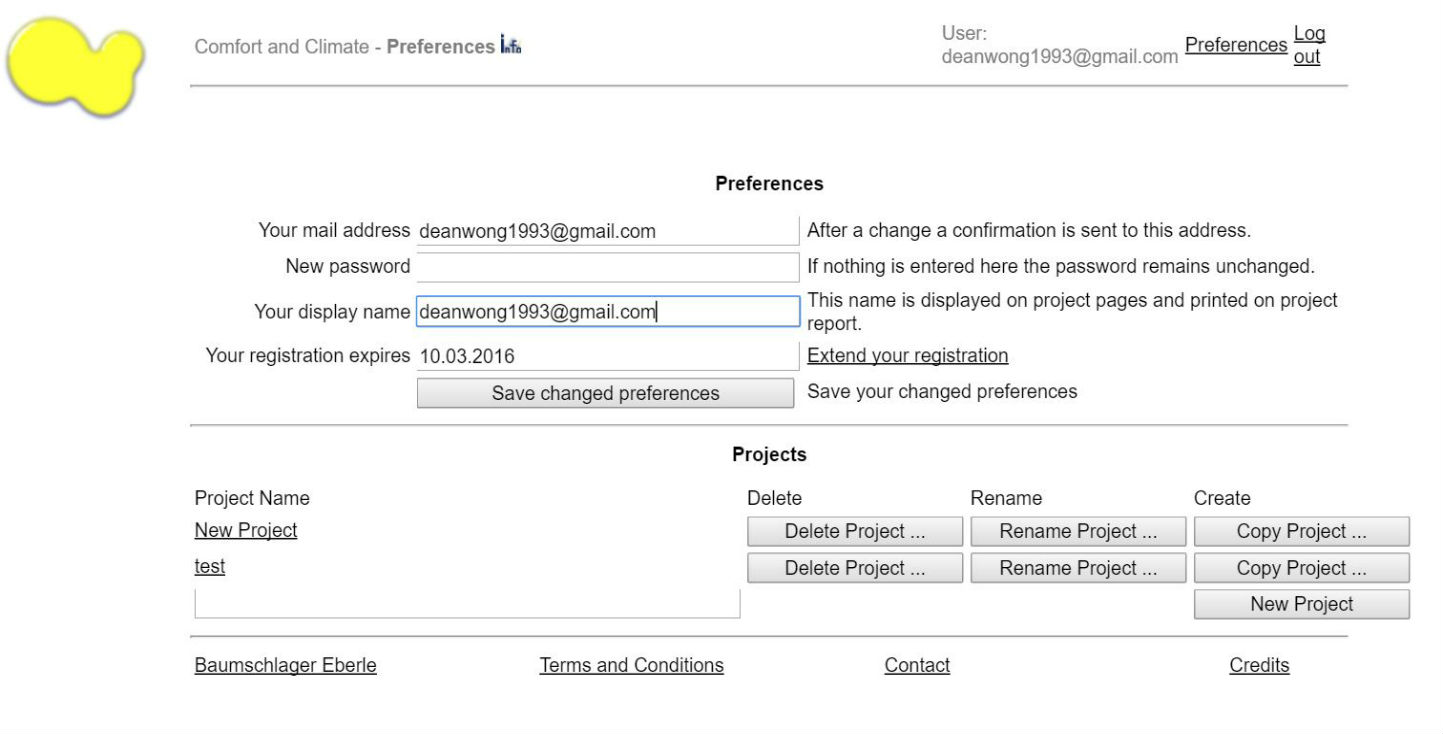 Comfort and Climate - Preferences Info
User:
deanwong1993@gmail.com
Preferences
Log
out
Preferences
Your mail address deanwong1993@gmail.com After a change a confirmation is sent to this address.
New password If nothing is entered here the password remains unchanged.
Your display name deanwong1993@gmail.com This name is displayed on project pages and printed on project
report.
Your registration expires 10.03.2016 Extend your registration
Save changed preferences Save your changed preferences
Projects
Project Name Delete Rename Create
New Project Delete Project ... Rename Project ... Copy Project ...
test Delete Project ... Rename Project ... Copy Project ...
New Project
Baumschlager Eberle Terms and Conditions Contact Credits